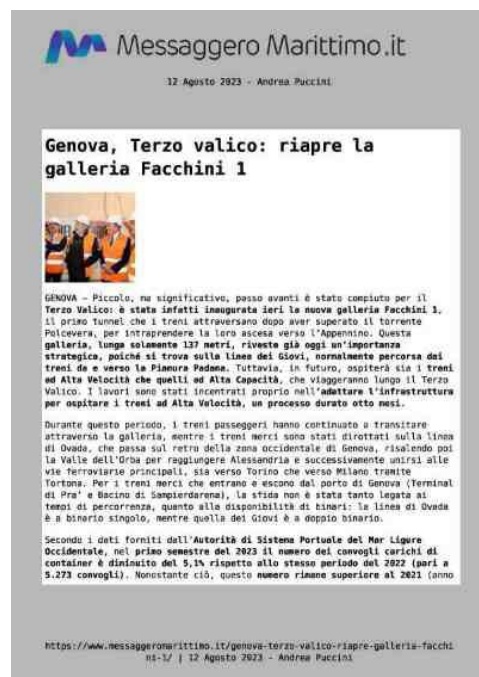 Messaggero Marittimo.it
12 Agosto 2023 - Andrea Puccini
Genova, Terzo valico: riapre la
galleria Facchini 1
GENOVA – Piccolo, ma significativo, passo avanti è stato compiuto per il
Terzo Valico: è stata infatti inaugurata ieri la nuova galleria Facchini 1,
il primo tunnel che i treni attraversano dopo aver superato il torrente
Polcevera, per intraprendere la loro ascesa verso l'Appennino. Questa
galleria, lunga solamente 137 metri, riveste già oggi un'importanza
strategica, poiché si trova sulla linea dei Giovi, normalmente percorsa dai
treni da e verso la Pianura Padana. Tuttavia, in futuro, ospiterà sia i treni
ad Alta Velocità che quelli ad Alta Capacità, che viaggeranno lungo il Terzo
Valico. I lavori sono stati incentrati proprio nell'adattare l'infrastruttura
per ospitare i treni ad Alta Velocità, un processo durato otto mesi.
Durante questo periodo, i treni passeggeri hanno continuato a transitare
attraverso la galleria, mentre i treni merci sono stati dirottati sulla linea
di Ovada, che passa sul retro della zona occidentale di Genova, risalendo poi
la Valle dell'Orba per raggiungere Alessandria e successivamente unirsi alle
vie ferroviarie principali, sia verso Torino che verso Milano tramite
Tortona. Per i treni merci che entrano e escono dal porto di Genova (Terminal
di Pra' e Bacino di Sampierdarena), la sfida non è stata tanto legata ai
tempi di percorrenza, quanto alla disponibilità di binari: la linea di Ovada
è a binario singolo, mentre quella dei Giovi è a doppio binario.
Secondo i dati forniti dall'Autorità di Sistema Portuale del Mar Ligure
Occidentale, nel primo semestre del 2023 il numero dei convogli carichi di
container è diminuito del 5,1% rispetto allo stesso periodo del 2022 (pari a
5.273 convogli). Nonostante ciò, questo numero rimane superiore al 2021 (anno
https://www.messaggeromarittimo.it/genova-terzo-valico-riapre-galleria-facchi
ni-1/ | 12 Agosto 2023 - Andrea Puccini